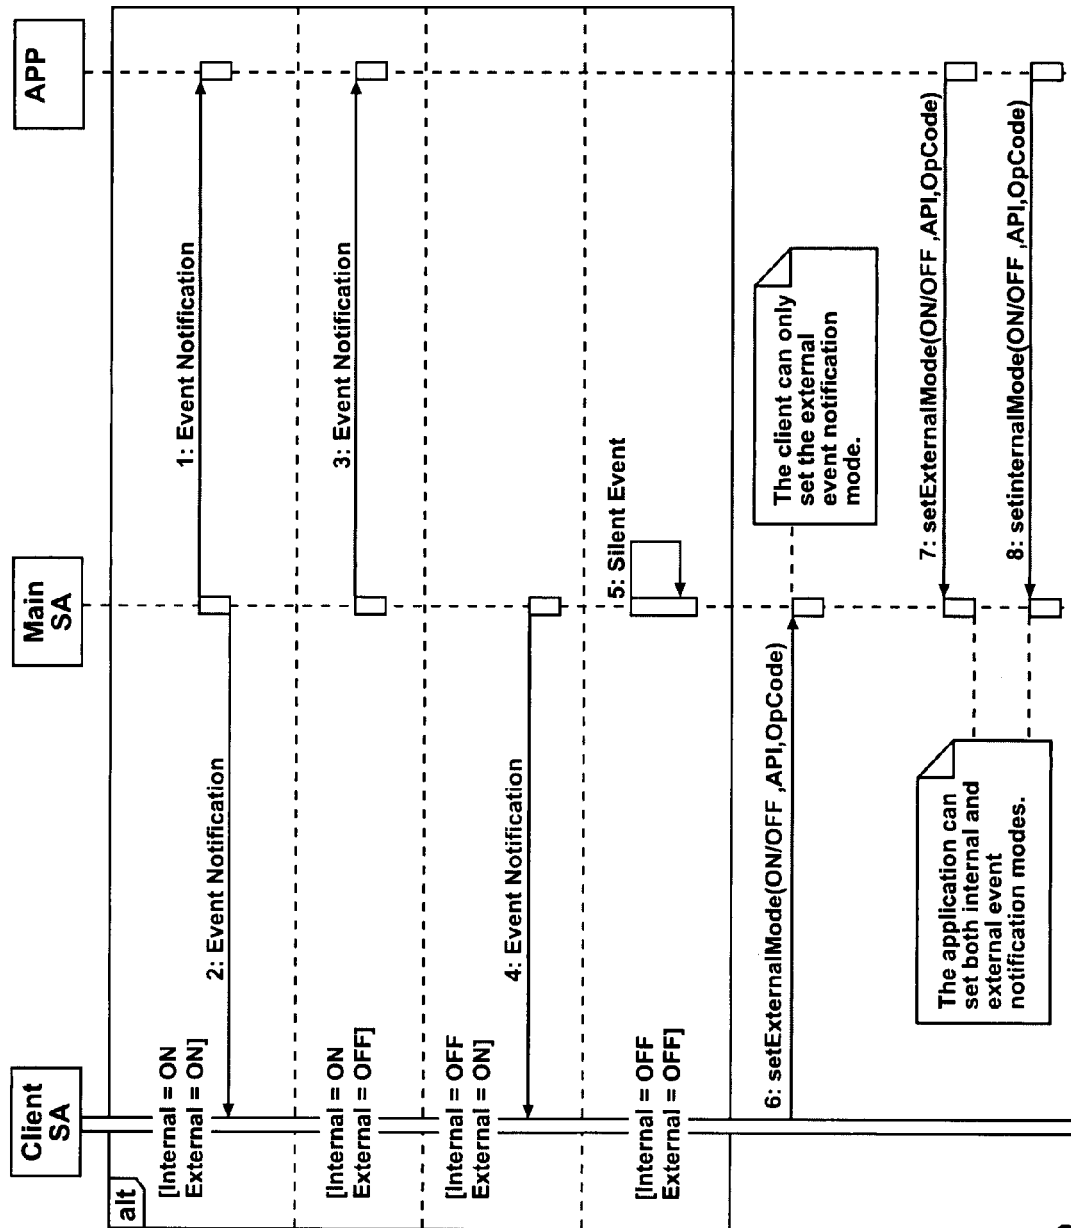 Client
SA
Main
SA
APP
alt
[Internal = ON
External = ON]
1: Event Notification
2: Event Notification
[Internal = ON
External = OFF]
3: Event Notification
[Internal = OFF
External = ON]
4: Event Notification
[Internal = OFF
External = OFF]
5: Silent Event
6: setExternalMode(ON/OFF ,API,OpCode)
The client can only
set the external
event notification
mode.
7: setExternalMode(ON/OFF ,API,OpCode)
8: setinternalMode(ON/OFF ,API,OpCode)
The application can
set both internal and
external event
notification modes.